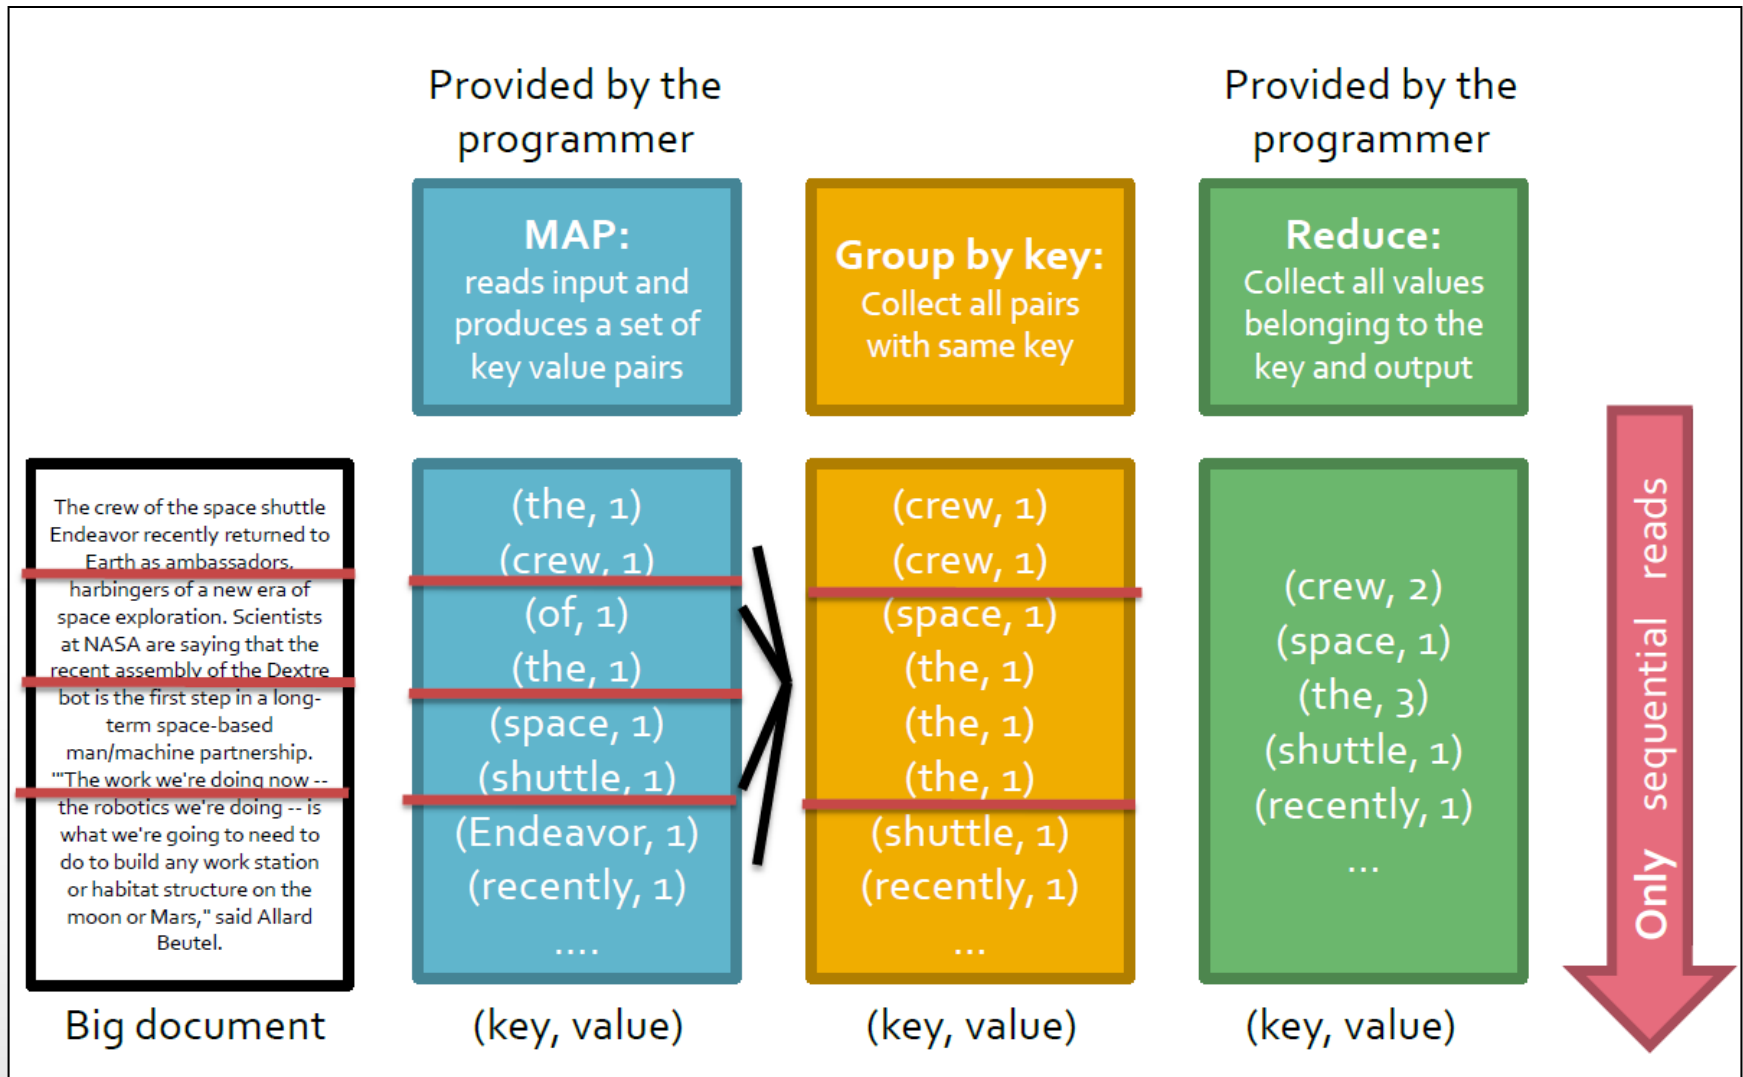 Provided by the
programmer
Provided by the
programmer
MAP:
reads input and
produces a set of
key value pairs
Group by key:
Collect all pairs
with same key
Reduce:
Collect all values
belonging to the
key and output
The crew of the space shuttle
Endeavor recently returned to
Earth as ambassadors,
harbingers of a new era of
space exploration. Scientists
at NASA are saying that the
recent assembly of the Dextre
bot is the first step in a long-
term space-based
man/machine partnership.
'"The work we're doing now --
the robotics we're doing -- is
what we're going to need to
do to build any work station
or habitat structure on the
moon or Mars," said Allard
Beutel.
Big document
(the, 1)
(crew, 1)
(of, 1)
(the, 1)
(space, 1)
(shuttle, 1)
(Endeavor, 1)
(recently, 1)
....
(key, value)
(crew, 1)
(crew, 1)
(space, 1)
(the, 1)
(the, 1)
(the, 1)
(shuttle, 1)
(recently, 1)
...
(key, value)
(crew, 2)
(space, 1)
(the, 3)
(shuttle, 1)
(recently, 1)
...
(key, value)
Only sequential reads